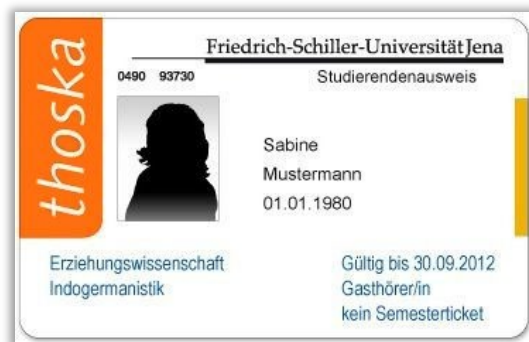 thoska
Friedrich-Schiller-Universität Jena
0490 93730
Studierendenausweis
Sabine
Mustermann
01.01.1980
Erziehungswissenschaft
Indogermanistik
Gültig bis 30.09.2012
Gasthörer/in
kein Semesterticket